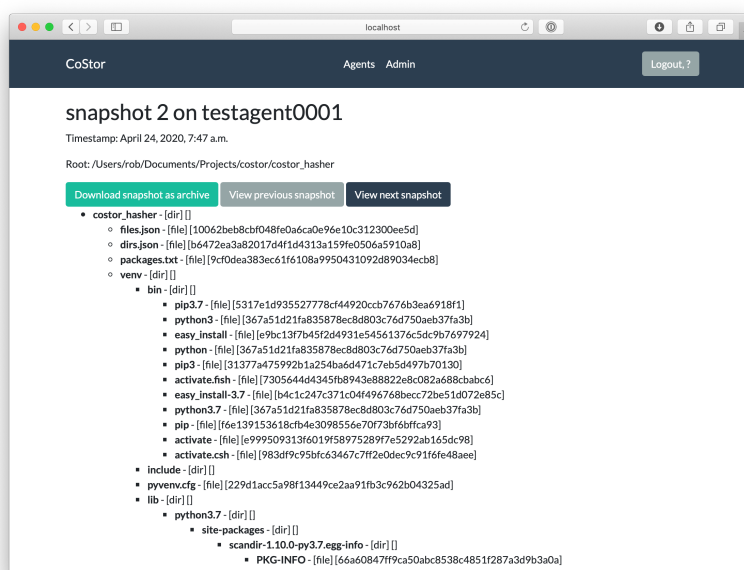 localhost
CoStor Agents Admin Logout, ?
snapshot 2 on testagent0001
Timestamp: April 24, 2020, 7:47 a.m.
Root: /Users/rob/Documents/Projects/costor/costor_hasher
Download snapshot as archive View previous snapshot View next snapshot
costor_hasher - [dir] []
files.json - [file] [10062beb8cbf048fe0a6ca0e96e10c312300ee5d]
dirs.json - [file] [b6472ea3a82017d4f1d4313a159fe0506a5910a8]
packages.txt - [file] [9cf0dea383ec61f6108a9950431092d89034ecb8]
venv - [dir] []
bin - [dir] []
pip3.7 - [file] [5317e1d935527778cf44920ccb7676b3ea6918f1]
python3 - [file] [367a51d21fa835878ec8d803c76d750aeb37fa3b]
easy_install - [file] [e9bc13f7b45f2d4931e54561376c5dc9b7697924]
python - [file] [367a51d21fa835878ec8d803c76d750aeb37fa3b]
pip3 - [file] [31377a475992b1a254ba6d471c7eb5d497b70130]
activate.fish - [file] [7305644d4345fb8943e88822e8c082a688cbabc6]
easy_install-3.7 - [file] [b4c1c247c371c04f496768becc72be51d072e85c]
python3.7 - [file] [367a51d21fa835878ec8d803c76d750aeb37fa3b]
pip - [file] [f6e139153618cfb4e3098556e70f73bf6bffca93]
activate - [file] [e999509313f6019f58975289f7e5292ab165dc98]
activate.csh - [file] [983df9c95bfc63467c7ff2e0dec9c91f6fe48aee]
include - [dir] []
pyvenv.cfg - [file] [229d1acc5a98f13449ce2aa91fb3c962b04325ad]
lib - [dir] []
python3.7 - [dir] []
site-packages - [dir] []
scandir-1.10.0-py3.7.egg-info - [dir] []
PKG-INFO - [file] [66a60847ff9ca50abc8538c4851f287a3d9b3a0a]